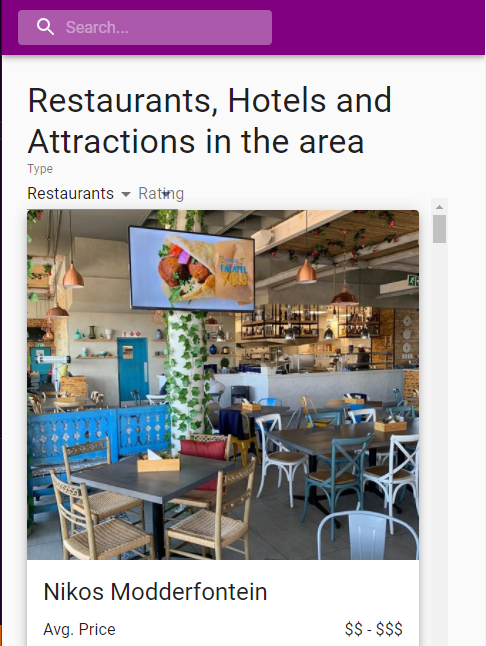 Search...
Restaurants, Hotels and
Attractions in the area
Type
Restaurants Rating
FALAFEL
Nikos Modderfontein
Avg. Price $$ - $$$